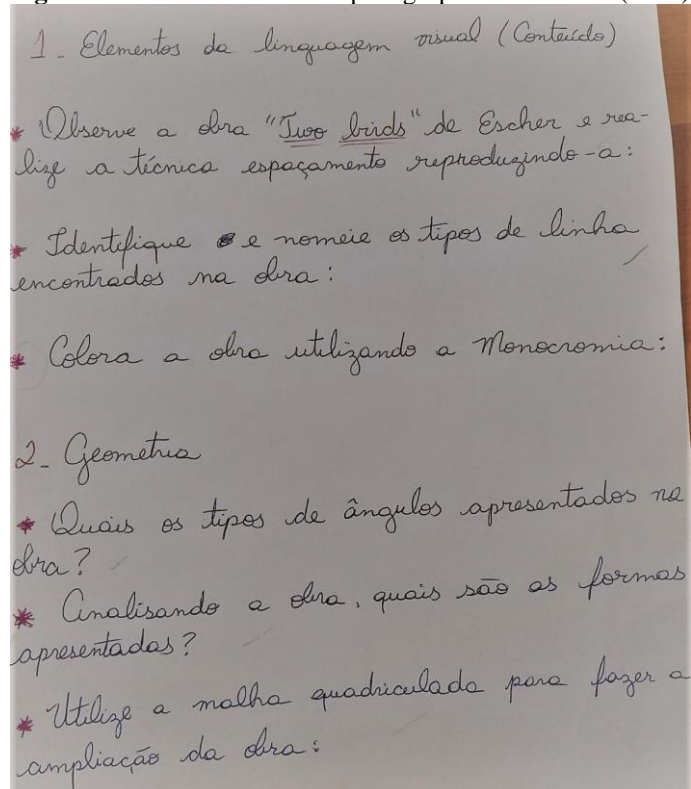 1. Elementos da linguagem visual (Conteúdo)
* Observe a obra "Two birds" de Escher e rea-
lize a técnica espaçamento reproduzindo-a:
* Identifique e nomeie os tipos de linha
encontrados na obra:
* Colora a obra utilizando a Monocromia:
2- Geometria
* Quais os tipos de ângulos apresentados na
obra?
* Analisando a obra, quais são as formas
apresentadas?
* Utilize a malha quadriculada para fazer a
ampliação da obra: